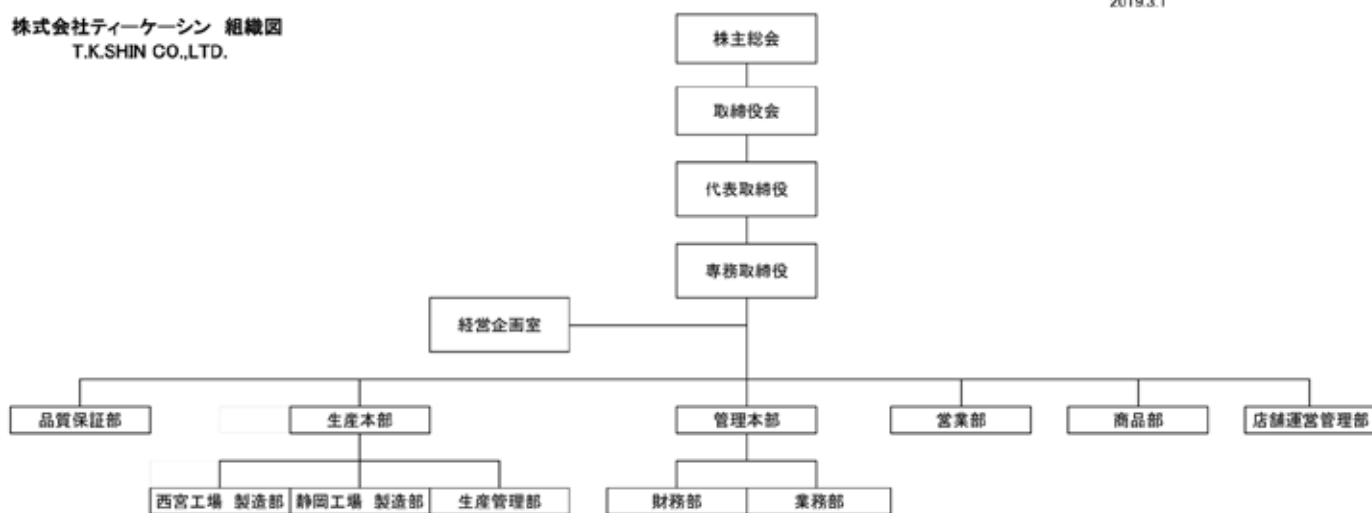 2019.3.1
株式会社ティーケーシン 組織図
T.K.SHIN CO.,LTD.
株主総会
取締役会
代表取締役
専務取締役
経営企画室
品質保証部
生産本部
管理本部
営業部
商品部
店舗運営管理部
西宮工場 製造部
静岡工場 製造部
生産管理部
財務部
業務部